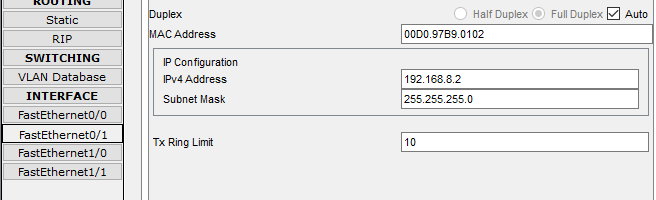 ROUTING
Static
RIP
SWITCHING
VLAN Database
INTERFACE
FastEthernet0/0
FastEthernet0/1
FastEthernet1/0
FastEthernet1/1
Duplex Half Duplex Full Duplex Auto
MAC Address 00D0.97B9.0102
IP Configuration
IPv4 Address 192.168.8.2
Subnet Mask 255.255.255.0
Tx Ring Limit 10